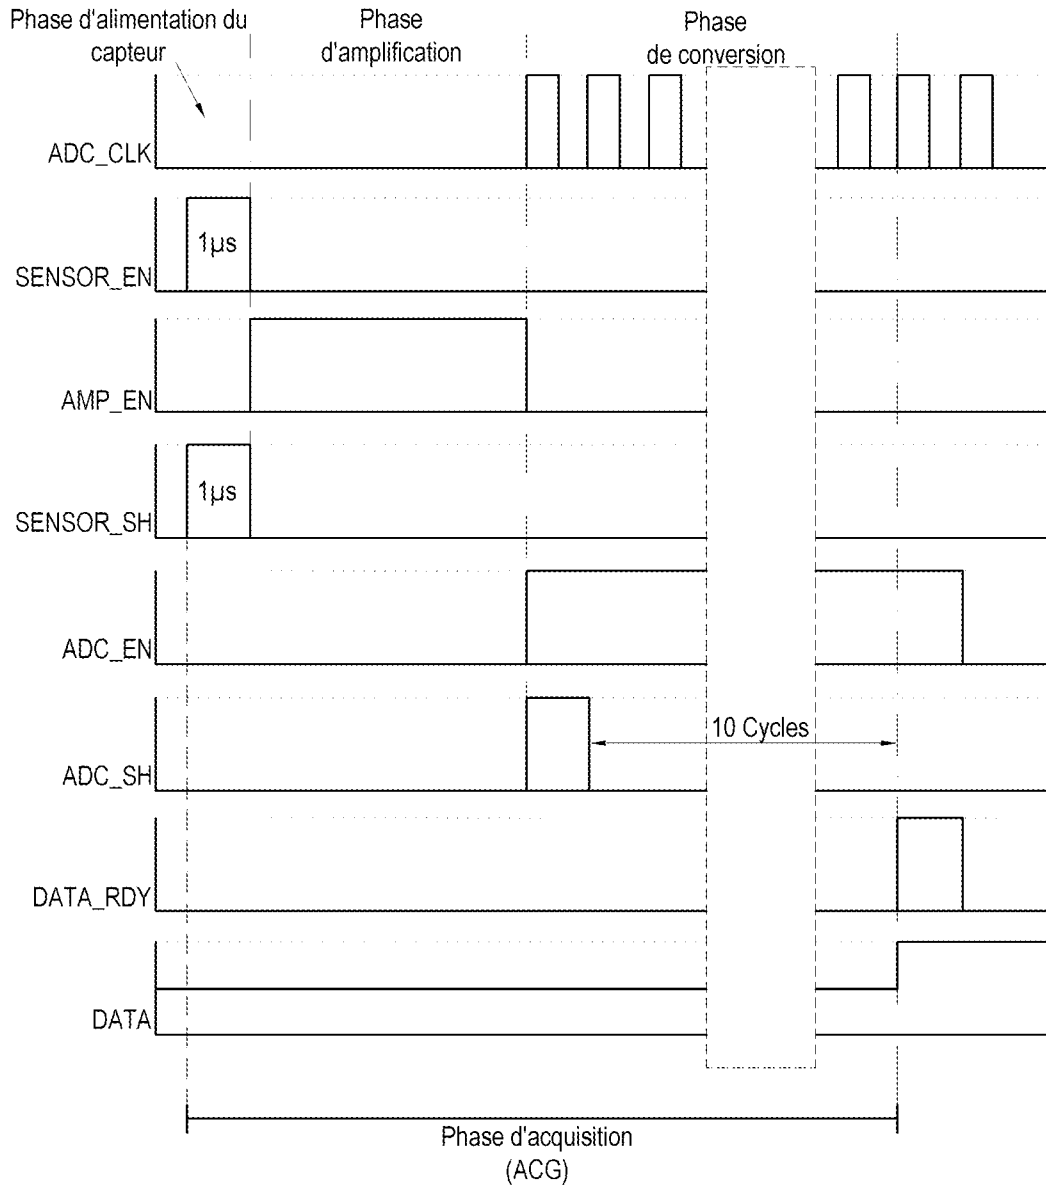 Phase d'alimentation du
capteur
Phase
d'amplification
Phase
de conversion
ADC_CLK
1µs
SENSOR_EN
AMP_EN
1µs
SENSOR_SH
ADC_EN
10 Cycles
ADC_SH
DATA_RDY
DATA
Phase d'acquisition
(ACG)